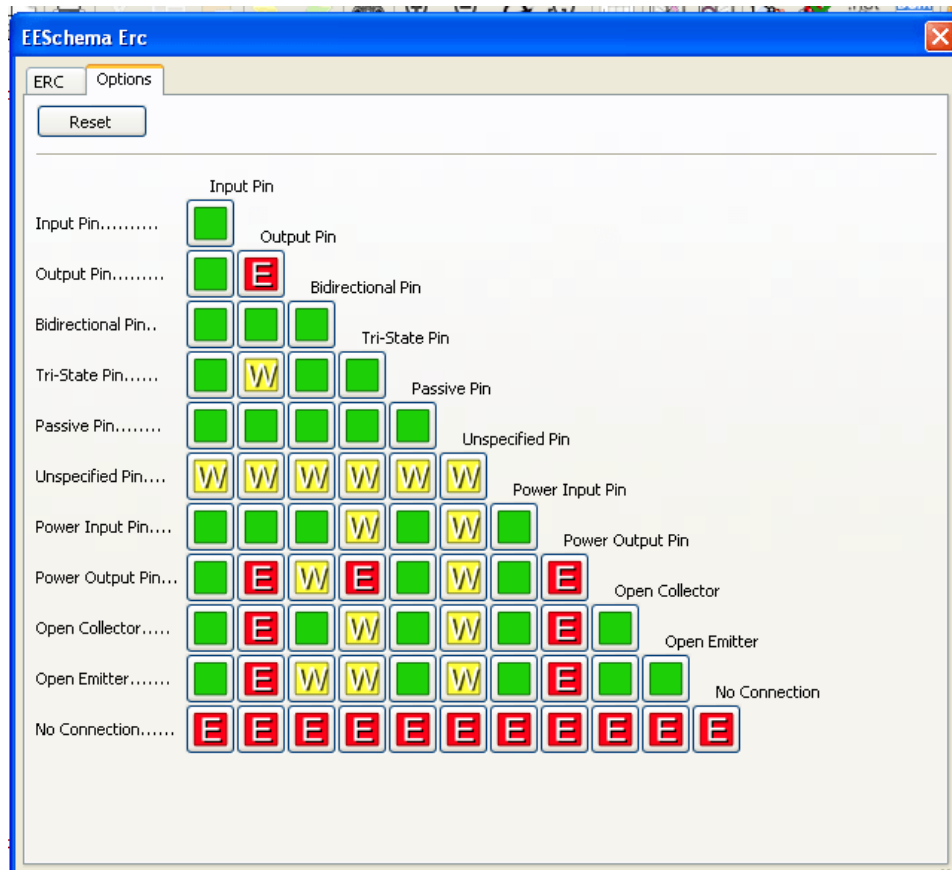 EESchema Erc
ERC Options
Reset
Input Pin
Input Pin..........
Output Pin
Output Pin.........
E
Bidirectional Pin
Bidirectional Pin..
Tri-State Pin
Tri-State Pin......
W
Passive Pin
Passive Pin........
Unspecified Pin
Unspecified Pin....
W W W W W W
Power Input Pin
Power Input Pin....
W W
Power Output Pin
Power Output Pin...
E W E W E
Open Collector
Open Collector.....
E W W E
Open Emitter
Open Emitter.......
E W W W E
No Connection
No Connection......
E E E E E E E E E E E